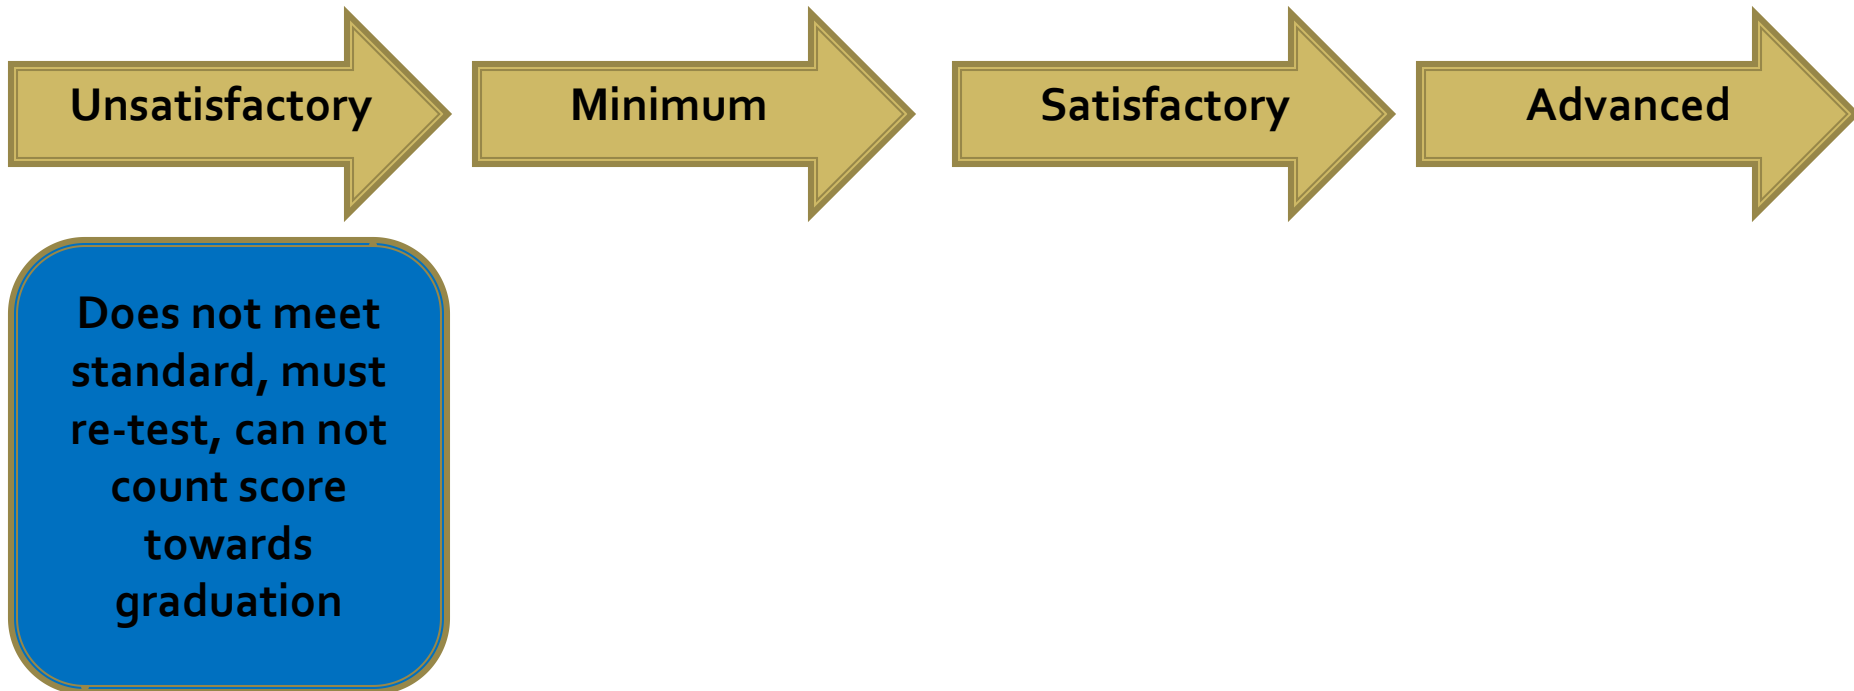 Unsatisfactory
Minimum
Satisfactory
Advanced
Does not meet
standard, must
re-test, can not
count score
towards
graduation